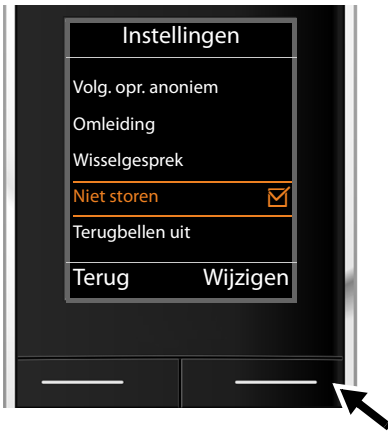 Instellingen
Volg. opr. anoniem
Omleiding
Wisselgesprek
Niet storen
Terugbellen uit
Terug Wijzigen